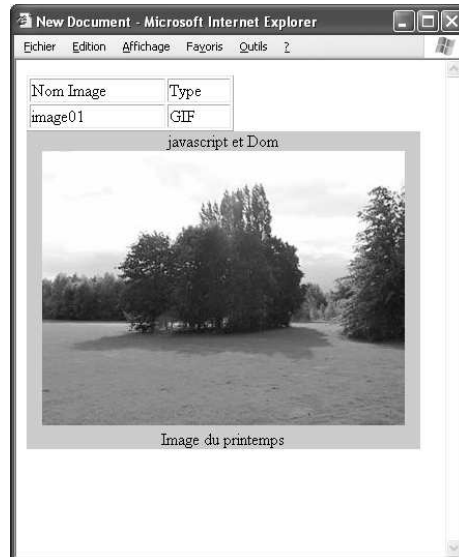 New Document - Microsoft Internet Explorer
Fichier Edition Affichage Favoris Outils ?
Nom Image Type
image01 GIF
javascript et Dom
Image du printemps